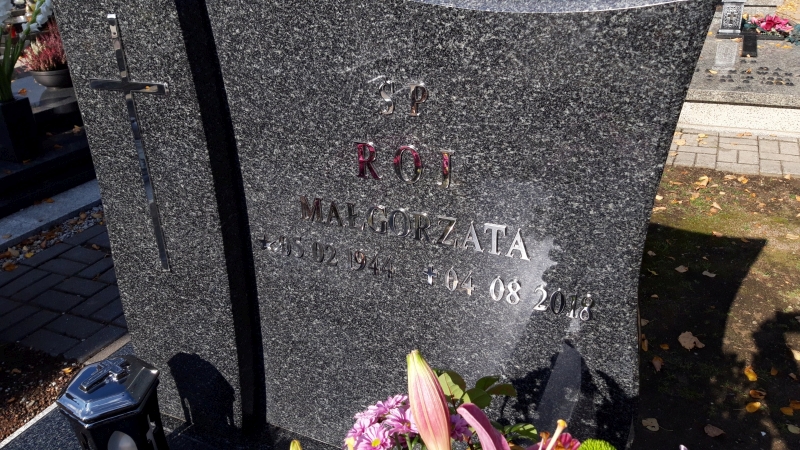 ŚP
ROJ
MAŁGORZATA
* 05 02 1944 + 04 08 2018